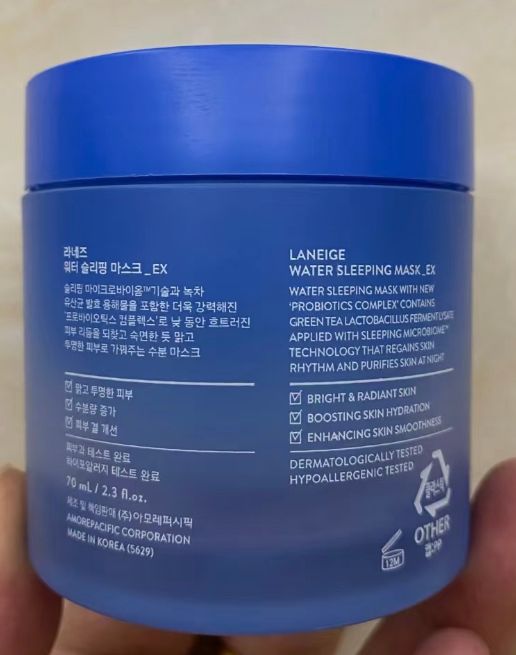 라네즈
워터 슬리핑 마스크_EX
슬리핑 마이크로바이옴™기술과 녹차
유산균 발효 용해물을 포함한 더욱 강력해진
'프로바이오틱스 컴플렉스'로 낮 동안 흐트러진
피부 리듬을 되찾고 숙면한 듯 맑고
투명한 피부로 가꿔주는 수분 마스크
맑고 투명한 피부
수분량 증가
피부 결 개선
피부과 테스트 완료
하이포알러지 테스트 완료
70 mL / 2.3 fl.oz.
제조 및 책임판매 (주)아모레퍼시픽
AMOREPACIFIC CORPORATION
MADE IN KOREA (5629)
LANEIGE
WATER SLEEPING MASK_EX
WATER SLEEPING MASK WITH NEW
'PROBIOTICS COMPLEX' CONTAINS
GREEN TEA LACTOBACILLUS FERMENT LYSATE
APPLIED WITH SLEEPING MICROBIOME™
TECHNOLOGY THAT REGAINS SKIN
RHYTHM AND PURIFIES SKIN AT NIGHT
BRIGHT & RADIANT SKIN
BOOSTING SKIN HYDRATION
ENHANCING SKIN SMOOTHNESS
DERMATOLOGICALLY TESTED
HYPOALLERGENIC TESTED
플라스틱
OTHER
캡:PP
12M